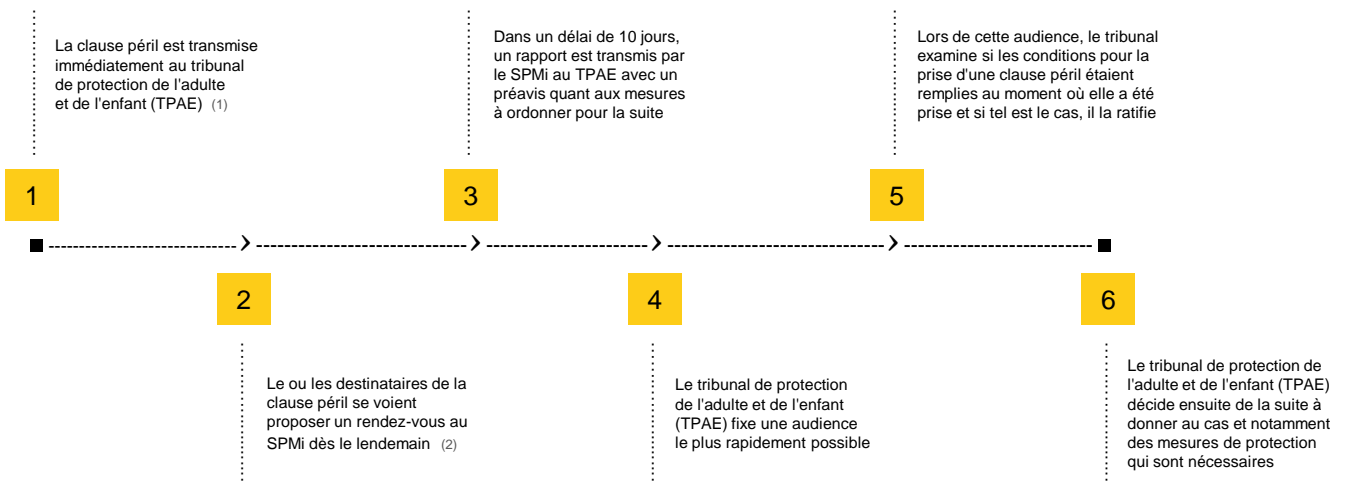 1
La clause péril est transmise
immédiatement au tribunal
de protection de l'adulte
et de l'enfant (TPAE) (1)
2
Le ou les destinataires de la
clause péril se voient
proposer un rendez-vous au
SPMi dès le lendemain (2)
3
Dans un délai de 10 jours,
un rapport est transmis par
le SPMi au TPAE avec un
préavis quant aux mesures
à ordonner pour la suite
4
Le tribunal de protection
de l'adulte et de l'enfant
(TPAE) fixe une audience
le plus rapidement possible
5
Lors de cette audience, le tribunal
examine si les conditions pour la
prise d'une clause péril étaient
remplies au moment où elle a été
prise et si tel est le cas, il la ratifie
6
Le tribunal de protection de
l'adulte et de l'enfant (TPAE)
décide ensuite de la suite à
donner au cas et notamment
des mesures de protection
qui sont nécessaires